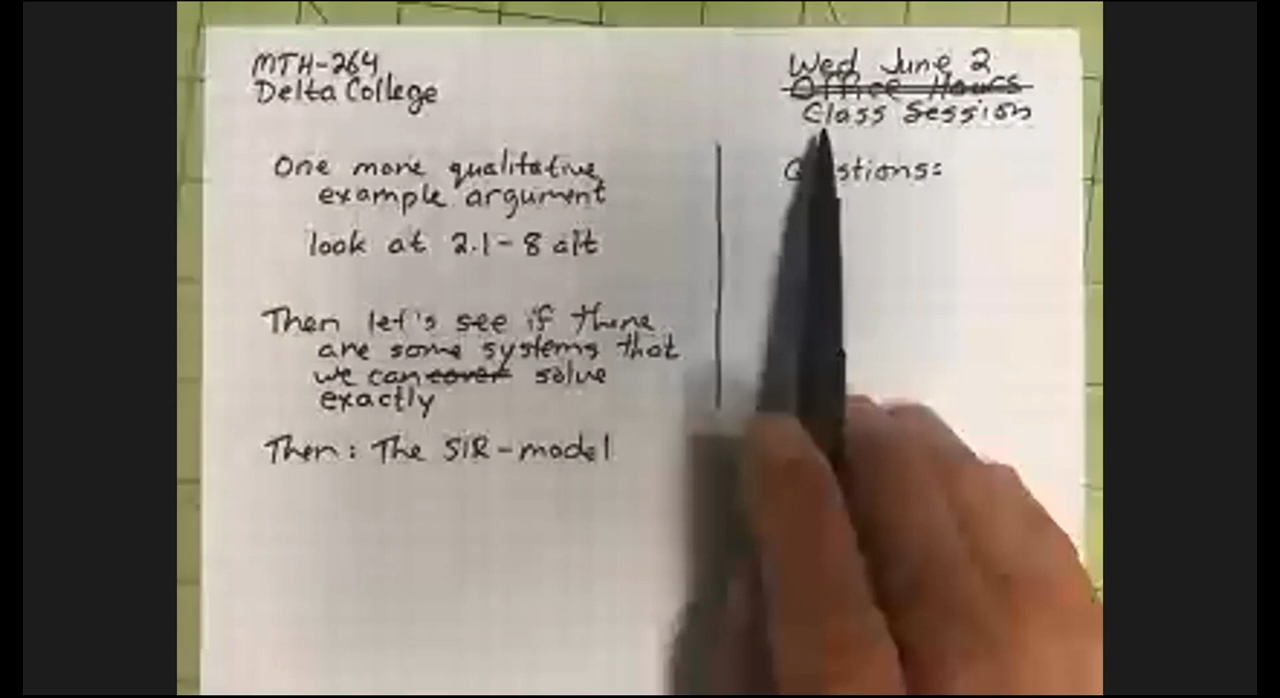 MTH-264
Delta College
Wed June 2
Office Hours
Class Session
One more qualitative
example argument
look at 2.1-8 alt
Then let's see if there
are some systems that
we can cover solve
exactly
Then: The SIR-model